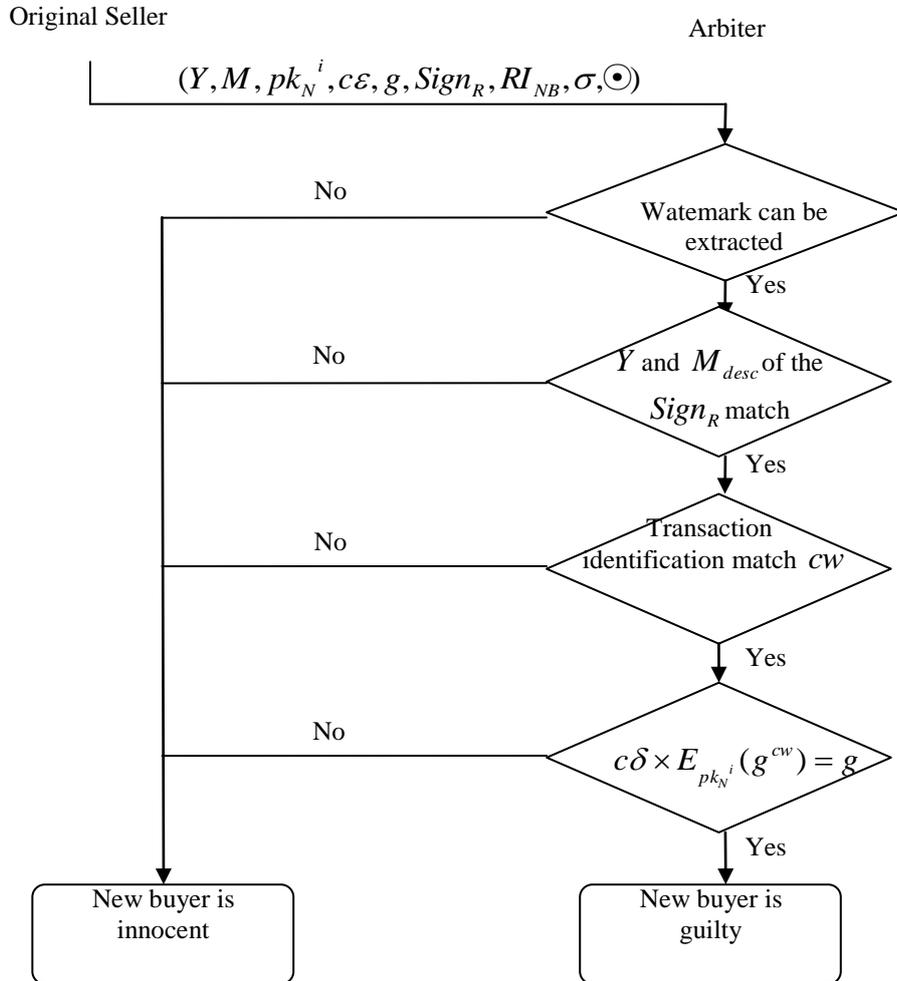 Original Seller
Arbiter
(Y, M, pk_N^i, cε, g, Sign_R, RI_NB, σ, ⊙)
No
Watemark can be
extracted
Yes
No
Y and M_desc of the
Sign_R match
Yes
No
Transaction
identification match cw
Yes
No
cδ × E_{pk_N^i}(g^{cw}) = g
Yes
New buyer is
innocent
New buyer is
guilty